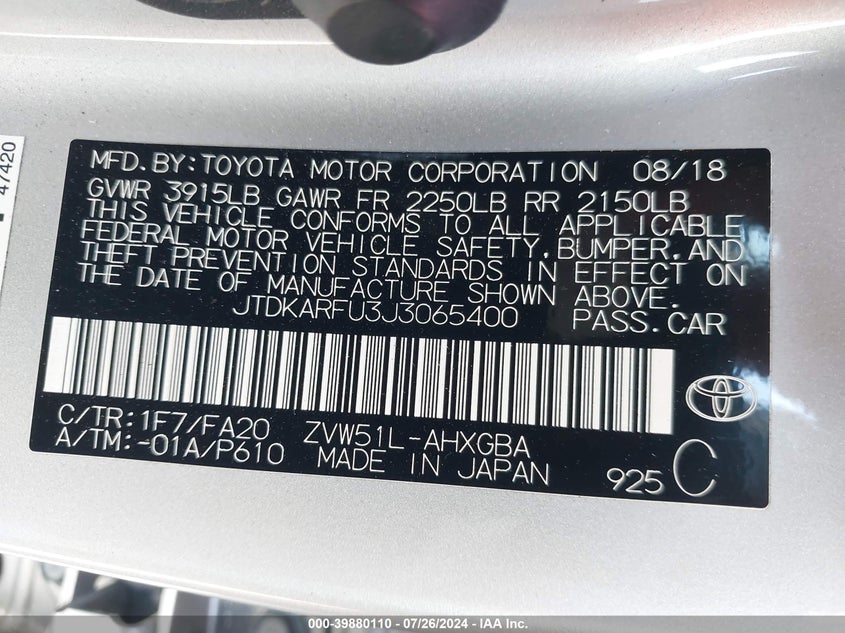 47420
MFD.BY:TOYOTA MOTOR CORPORATION 08/18
GVWR 3915LB GAWR FR 2250LB RR 2150LB
THIS VEHICLE CONFORMS TO ALL APPLICABLE
FEDERAL MOTOR VEHICLE SAFETY,BUMPER,AND
THEFT PREVENTION STANDARDS IN EFFECT ON
THE DATE OF MANUFACTURE SHOWN ABOVE.
JTDKARFU3J3065400 PASS.CAR
C/TR:1F7/FA20 ZVW51L-AHXGBA
A/TM:-01A/P610 MADE IN JAPAN 925 C
000-39880110 - 07/26/2024 - IAA Inc.